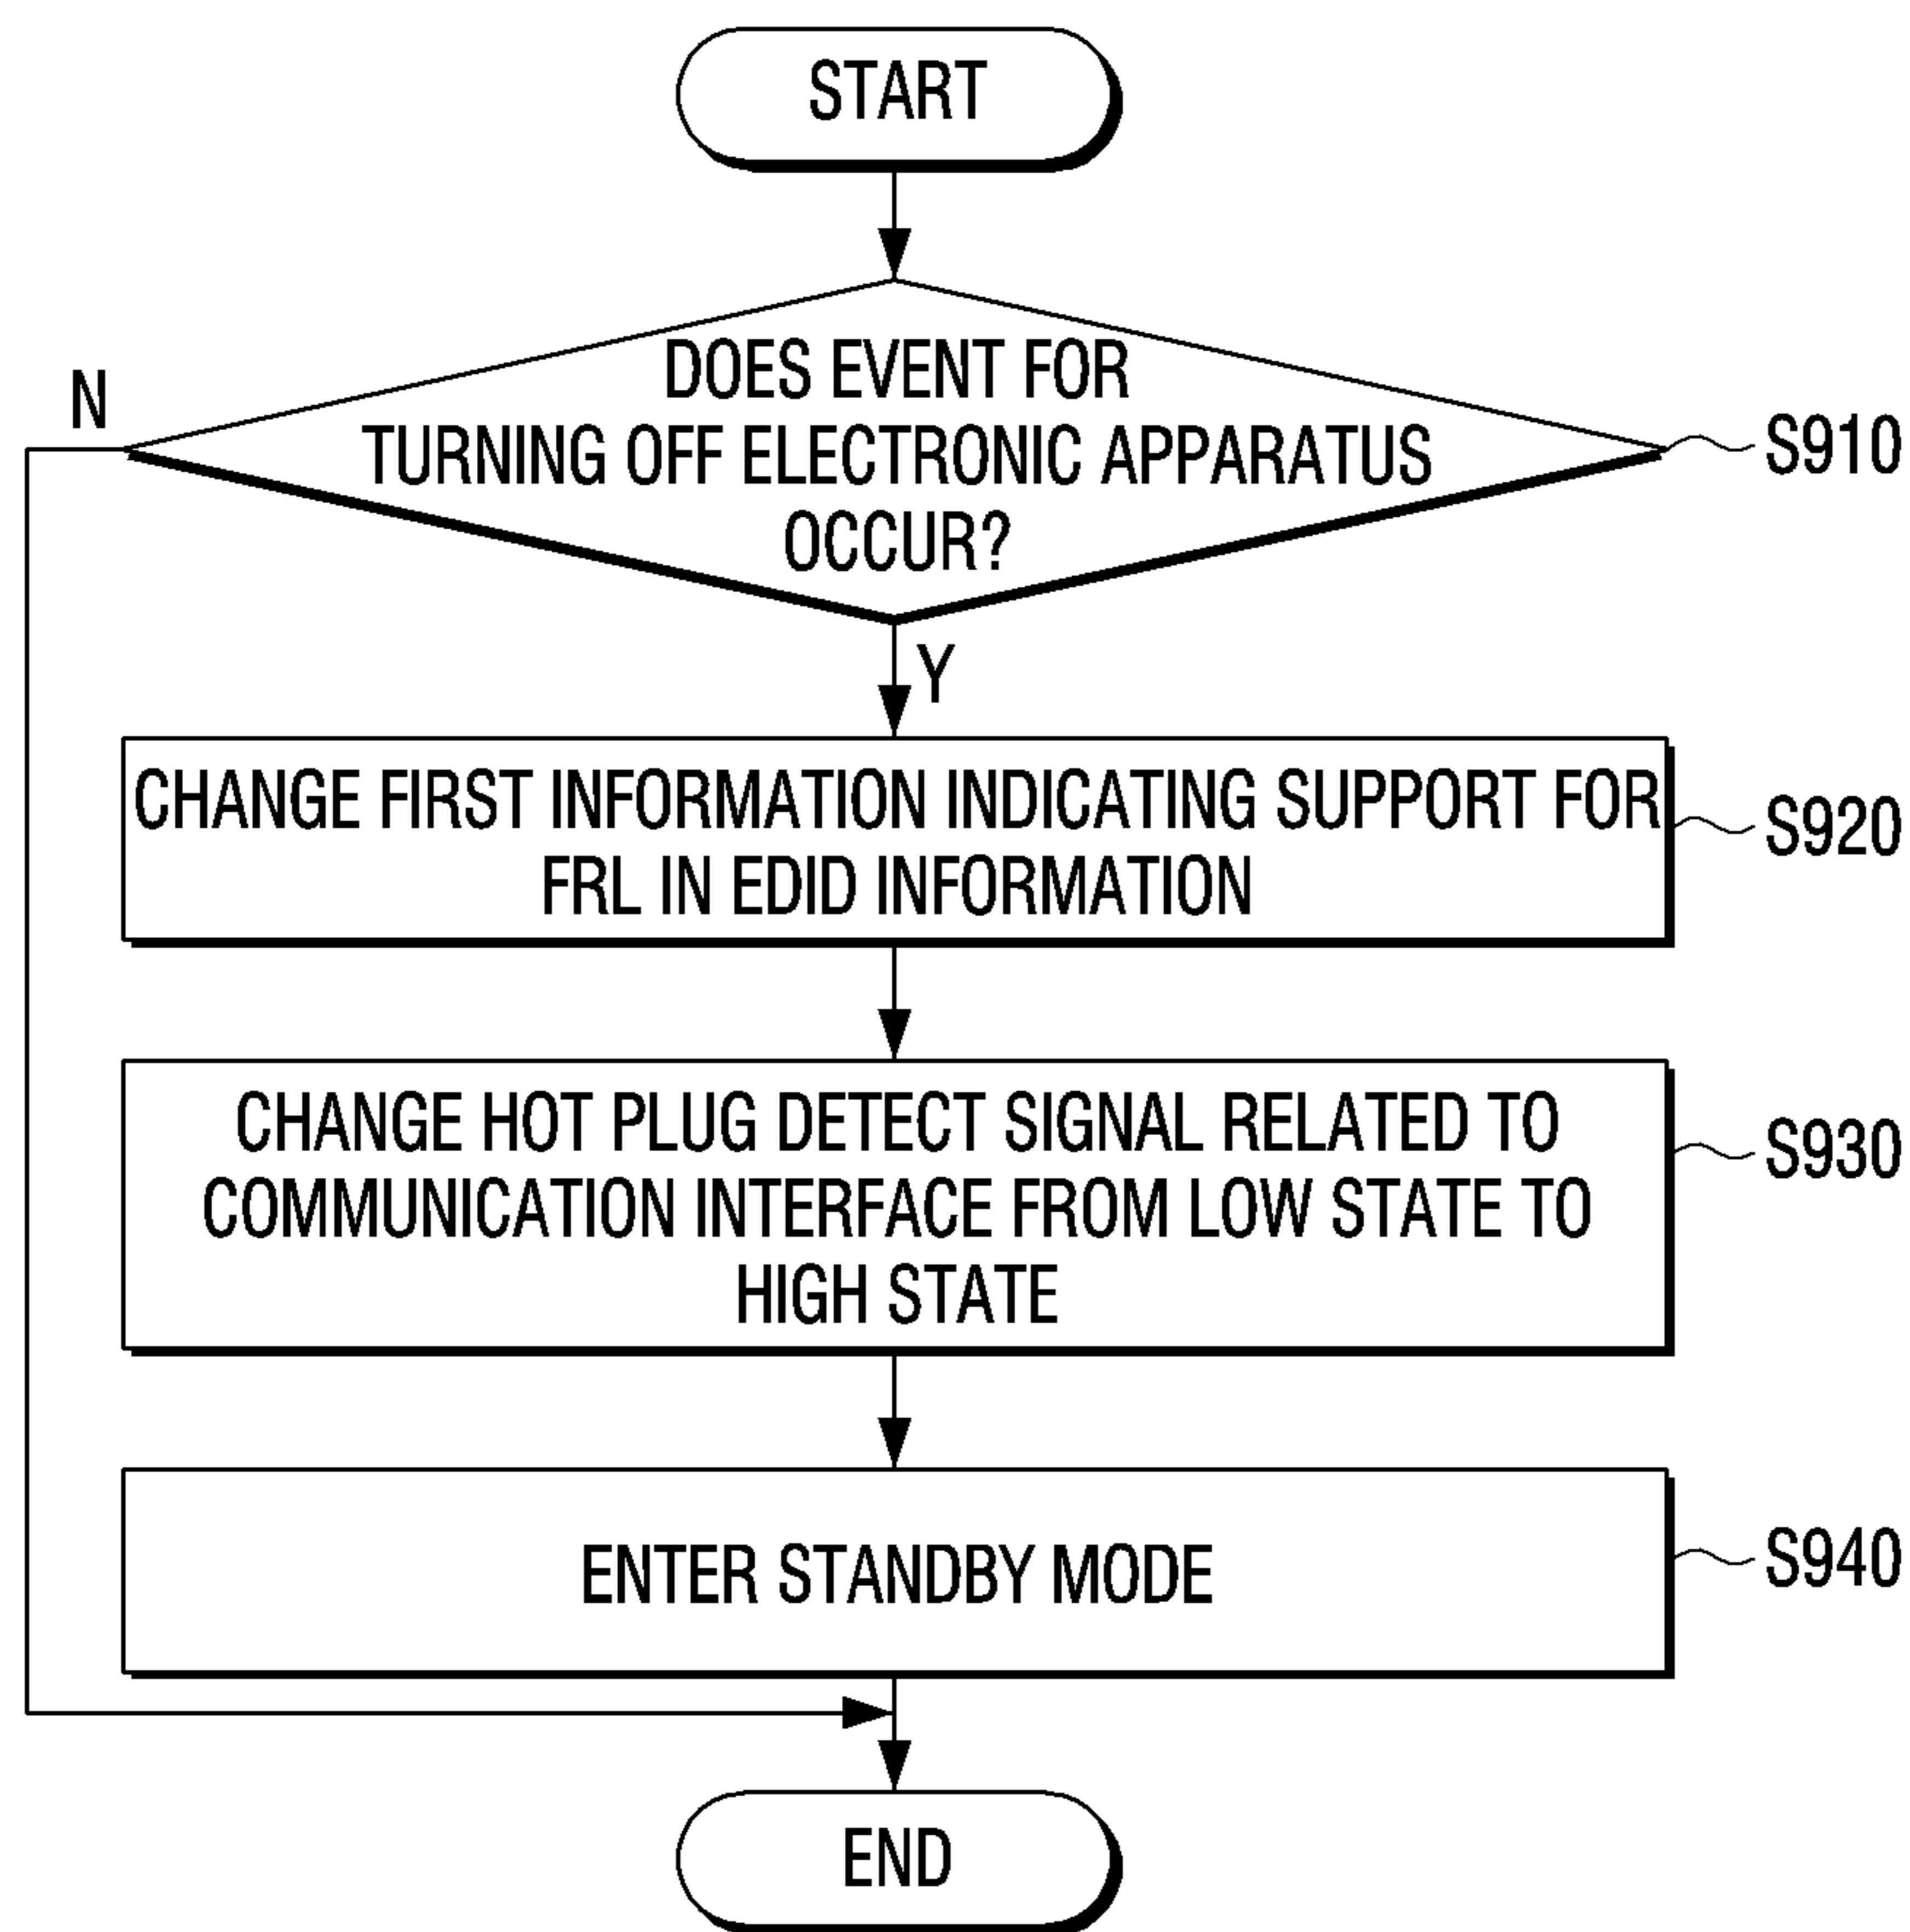 START
DOES EVENT FOR
TURNING OFF ELECTRONIC APPARATUS
OCCUR?
N
S910
Y
CHANGE FIRST INFORMATION INDICATING SUPPORT FOR
FRL IN EDID INFORMATION
S920
CHANGE HOT PLUG DETECT SIGNAL RELATED TO
COMMUNICATION INTERFACE FROM LOW STATE TO
HIGH STATE
S930
ENTER STANDBY MODE
S940
END